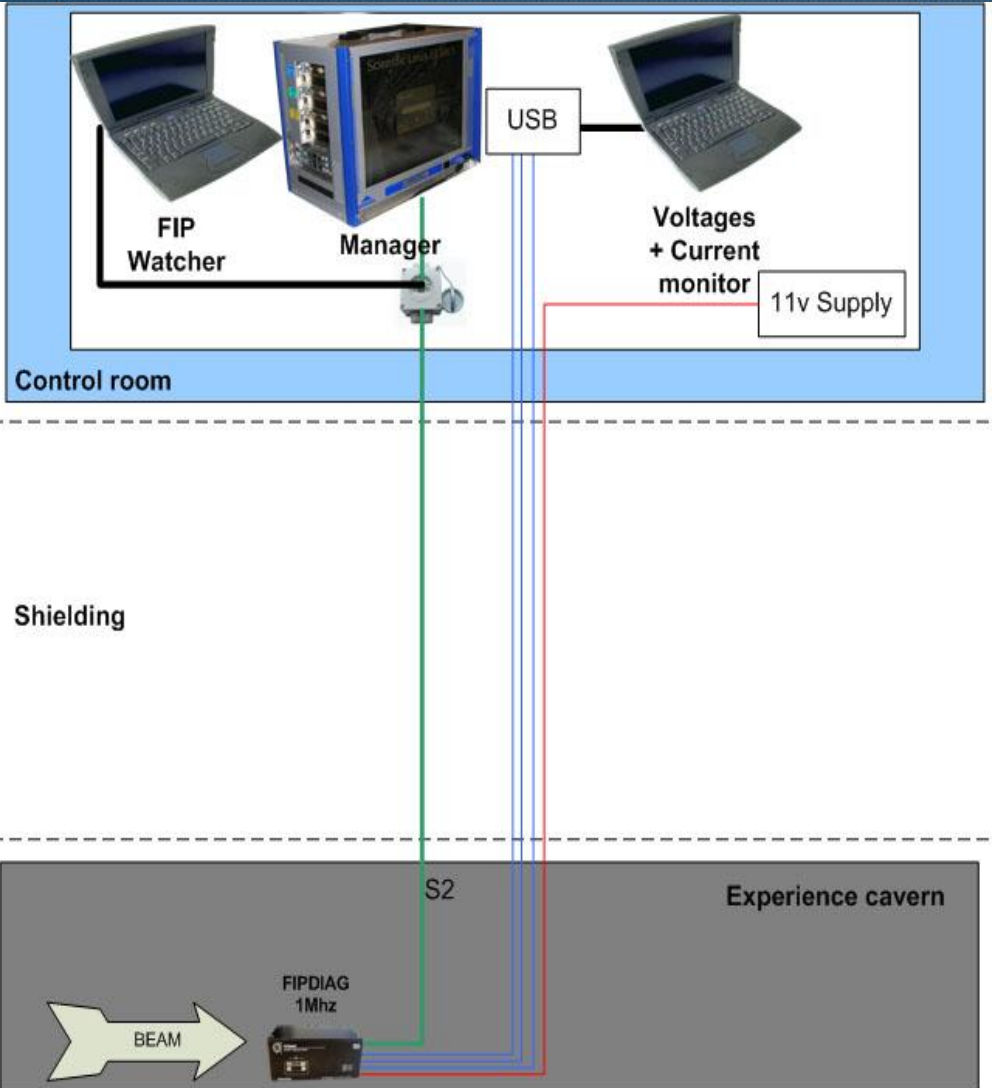 USB
FIP
Watcher
Manager
Voltages
+ Current
monitor
11v Supply
Control room
Shielding
S2
Experience cavern
FIPDIAG
1Mhz
BEAM